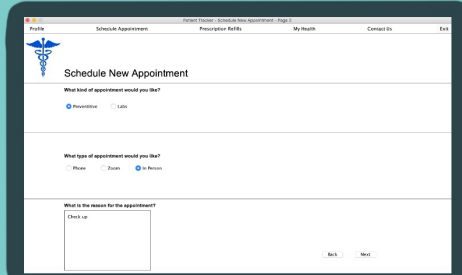 Patient Tracker - Schedule New Appointment - Page 2
Profile Schedule Appointment Prescription Refills My Health Contact Us Exit
Schedule New Appointment
What kind of appointment would you like?
Preventitive Labs
What type of appointment would you like?
Phone Zoom In Person
What is the reason for the appointment?
Check up
Back Next